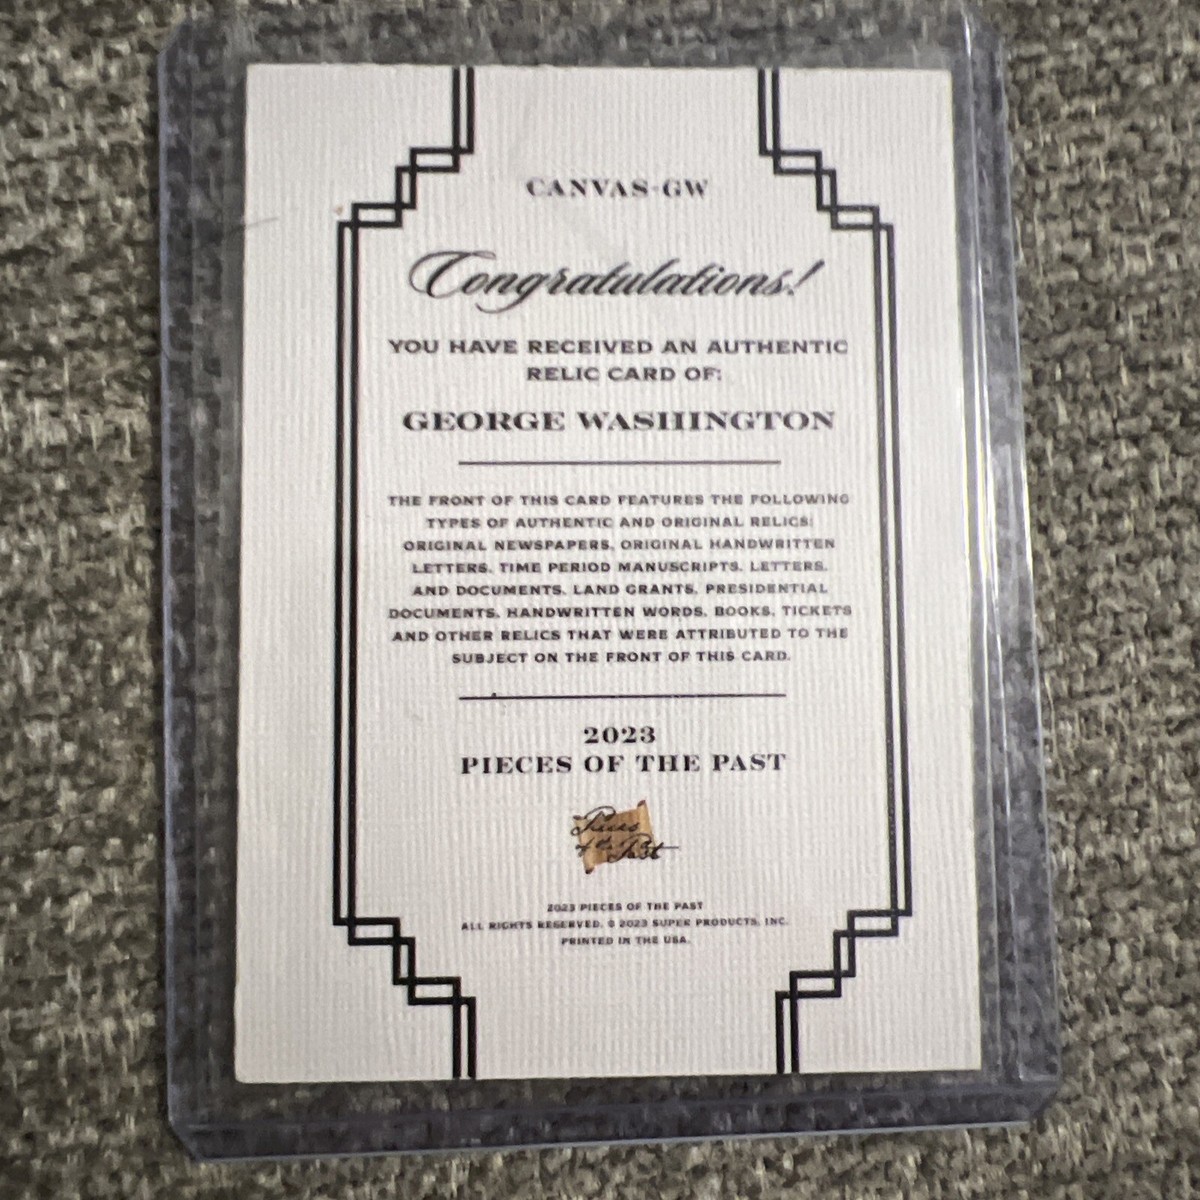 CANVAS-GW
Congratulations!
YOU HAVE RECEIVED AN AUTHENTIC
RELIC CARD OF:
GEORGE WASHINGTON
THE FRONT OF THIS CARD FEATURES THE FOLLOWING
TYPES OF AUTHENTIC AND ORIGINAL RELICS:
ORIGINAL NEWSPAPERS, ORIGINAL HANDWRITTEN
LETTERS, TIME PERIOD MANUSCRIPTS, LETTERS,
AND DOCUMENTS, LAND GRANTS, PRESIDENTIAL
DOCUMENTS, HANDWRITTEN WORDS, BOOKS, TICKETS
AND OTHER RELICS THAT WERE ATTRIBUTED TO THE
SUBJECT ON THE FRONT OF THIS CARD.
2023
PIECES OF THE PAST
Pieces
of the Past
2023 PIECES OF THE PAST
ALL RIGHTS RESERVED. © 2023 SUPER PRODUCTS, INC.
PRINTED IN THE USA.